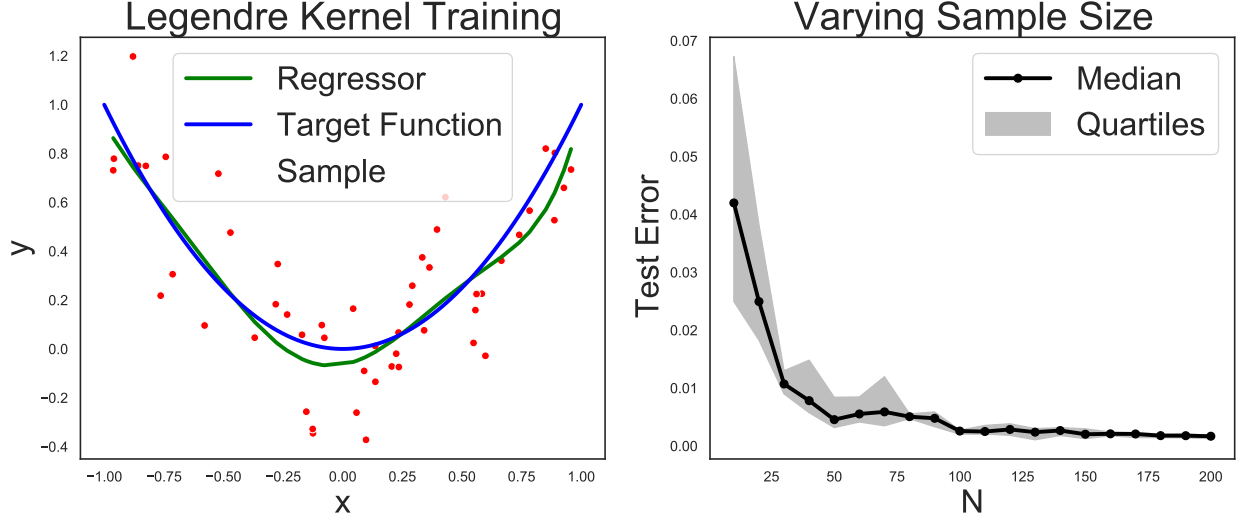 Legendre Kernel Training
1.2
1.0
0.8
0.6
0.4
0.2
0.0
−0.2
−0.4
y
Regressor
Target Function
Sample
−1.00 −0.75 −0.50 −0.25 0.00 0.25 0.50 0.75 1.00
x
Varying Sample Size
0.07
0.06
0.05
0.04
0.03
0.02
0.01
0.00
Test Error
Median
Quartiles
25 50 75 100 125 150 175 200
N